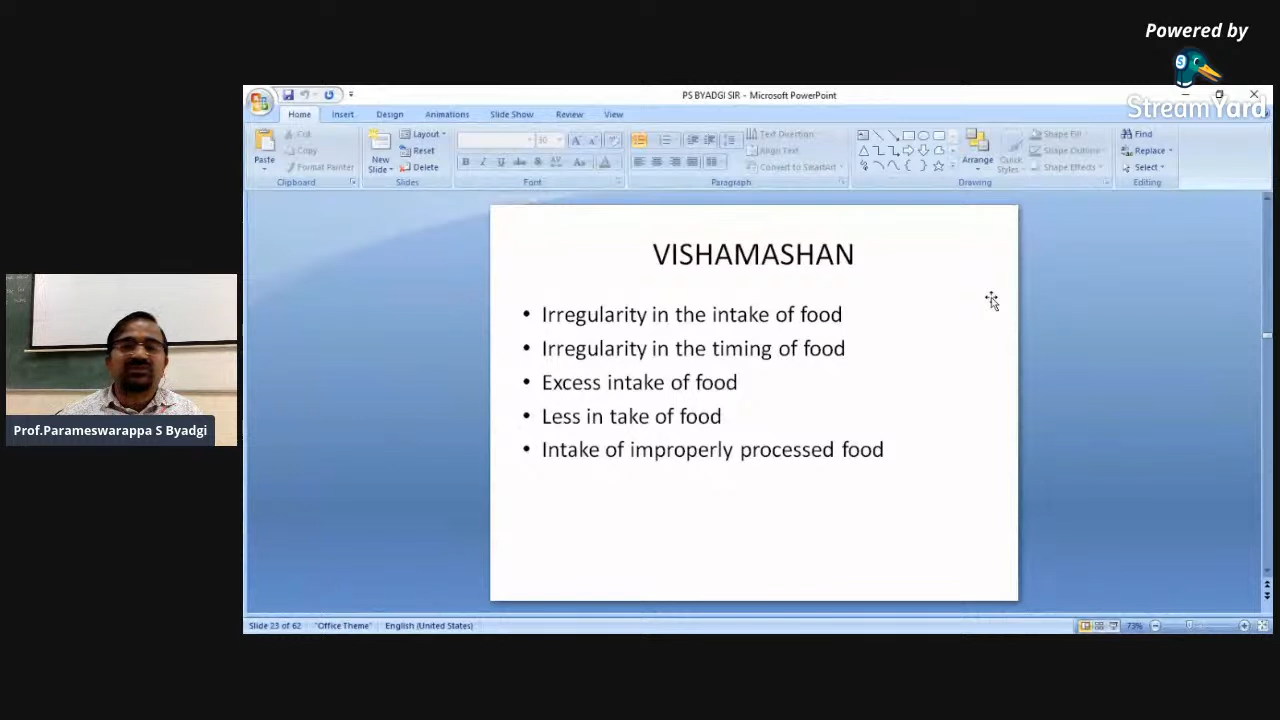 Powered by
StreamYard
PS BYADGI SIR - Microsoft PowerPoint
Home Insert Design Animations Slide Show Review View
Paste
Cut
Copy
Format Painter
Clipboard
New
Slide
Layout
Reset
Delete
Slides
Font
Text Direction
Align Text
Convert to SmartArt
Paragraph
Arrange
Quick
Styles
Shape Fill
Shape Outline
Shape Effects
Drawing
Find
Replace
Select
Editing
VISHAMASHAN
• Irregularity in the intake of food
• Irregularity in the timing of food
• Excess intake of food
• Less in take of food
• Intake of improperly processed food
Prof.Parameswarappa S Byadgi
Slide 23 of 62 "Office Theme" English (United States) 73%